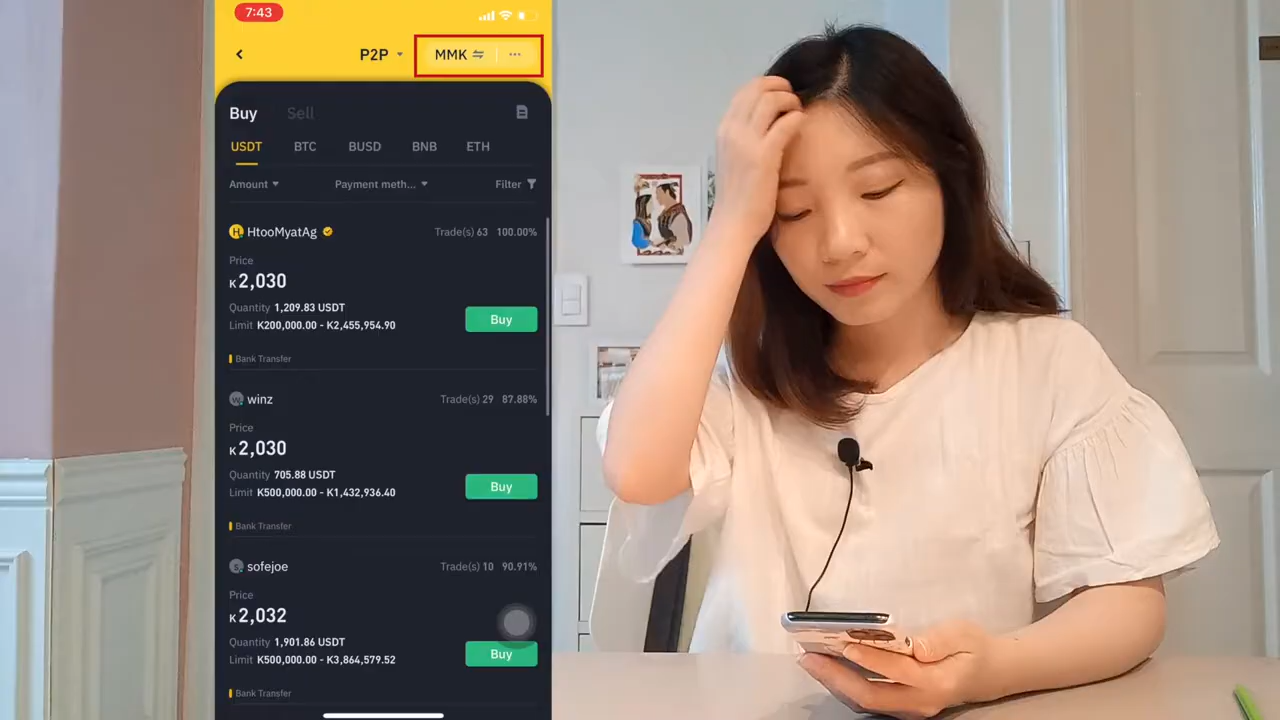 7:43
P2P MMK
Buy Sell
USDT BTC BUSD BNB ETH
Amount Payment meth... Filter
H HtooMyatAg Trade(s) 63 100.00%
Price
K 2,030
Quantity 1,209.83 USDT
Limit K200,000.00 - K2,455,954.90
Buy
Bank Transfer
winz Trade(s) 29 87.88%
Price
K 2,030
Quantity 705.88 USDT
Limit K500,000.00 - K1,432,936.40
Buy
Bank Transfer
sofejoe Trade(s) 10 90.91%
Price
K 2,032
Quantity 1,901.86 USDT
Limit K500,000.00 - K3,864,579.52
Buy
Bank Transfer